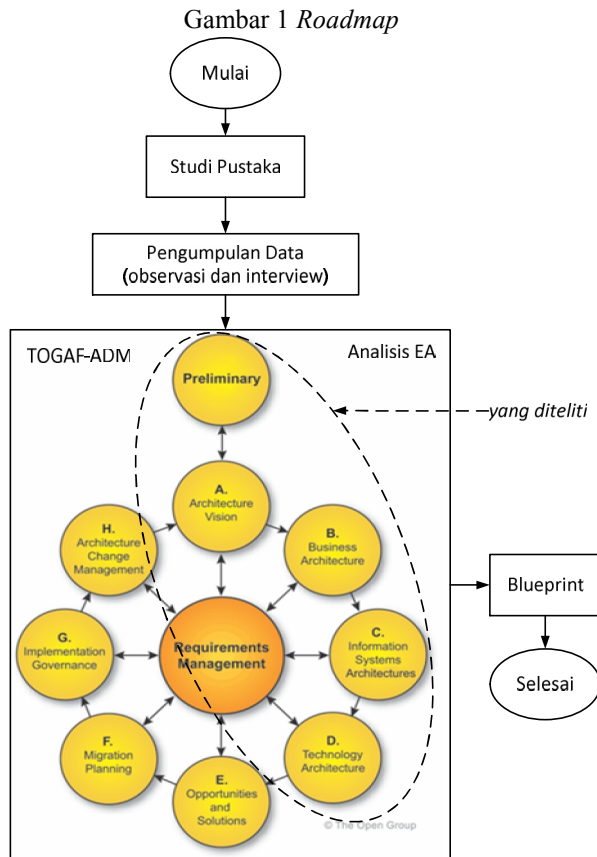 Gambar 1 Roadmap
Mulai
Studi Pustaka
Pengumpulan Data
(observasi dan interview)
TOGAF-ADM
Analisis EA
Preliminary
yang diteliti
A.
Architecture
Vision
H.
Architecture
Change
Management
B.
Business
Architecture
G.
Implementation
Governance
Requirements
Management
C.
Information
Systems
Architectures
F.
Migration
Planning
D.
Technology
Architecture
E.
Opportunities
and
Solutions
© The Open Group
Blueprint
Selesai